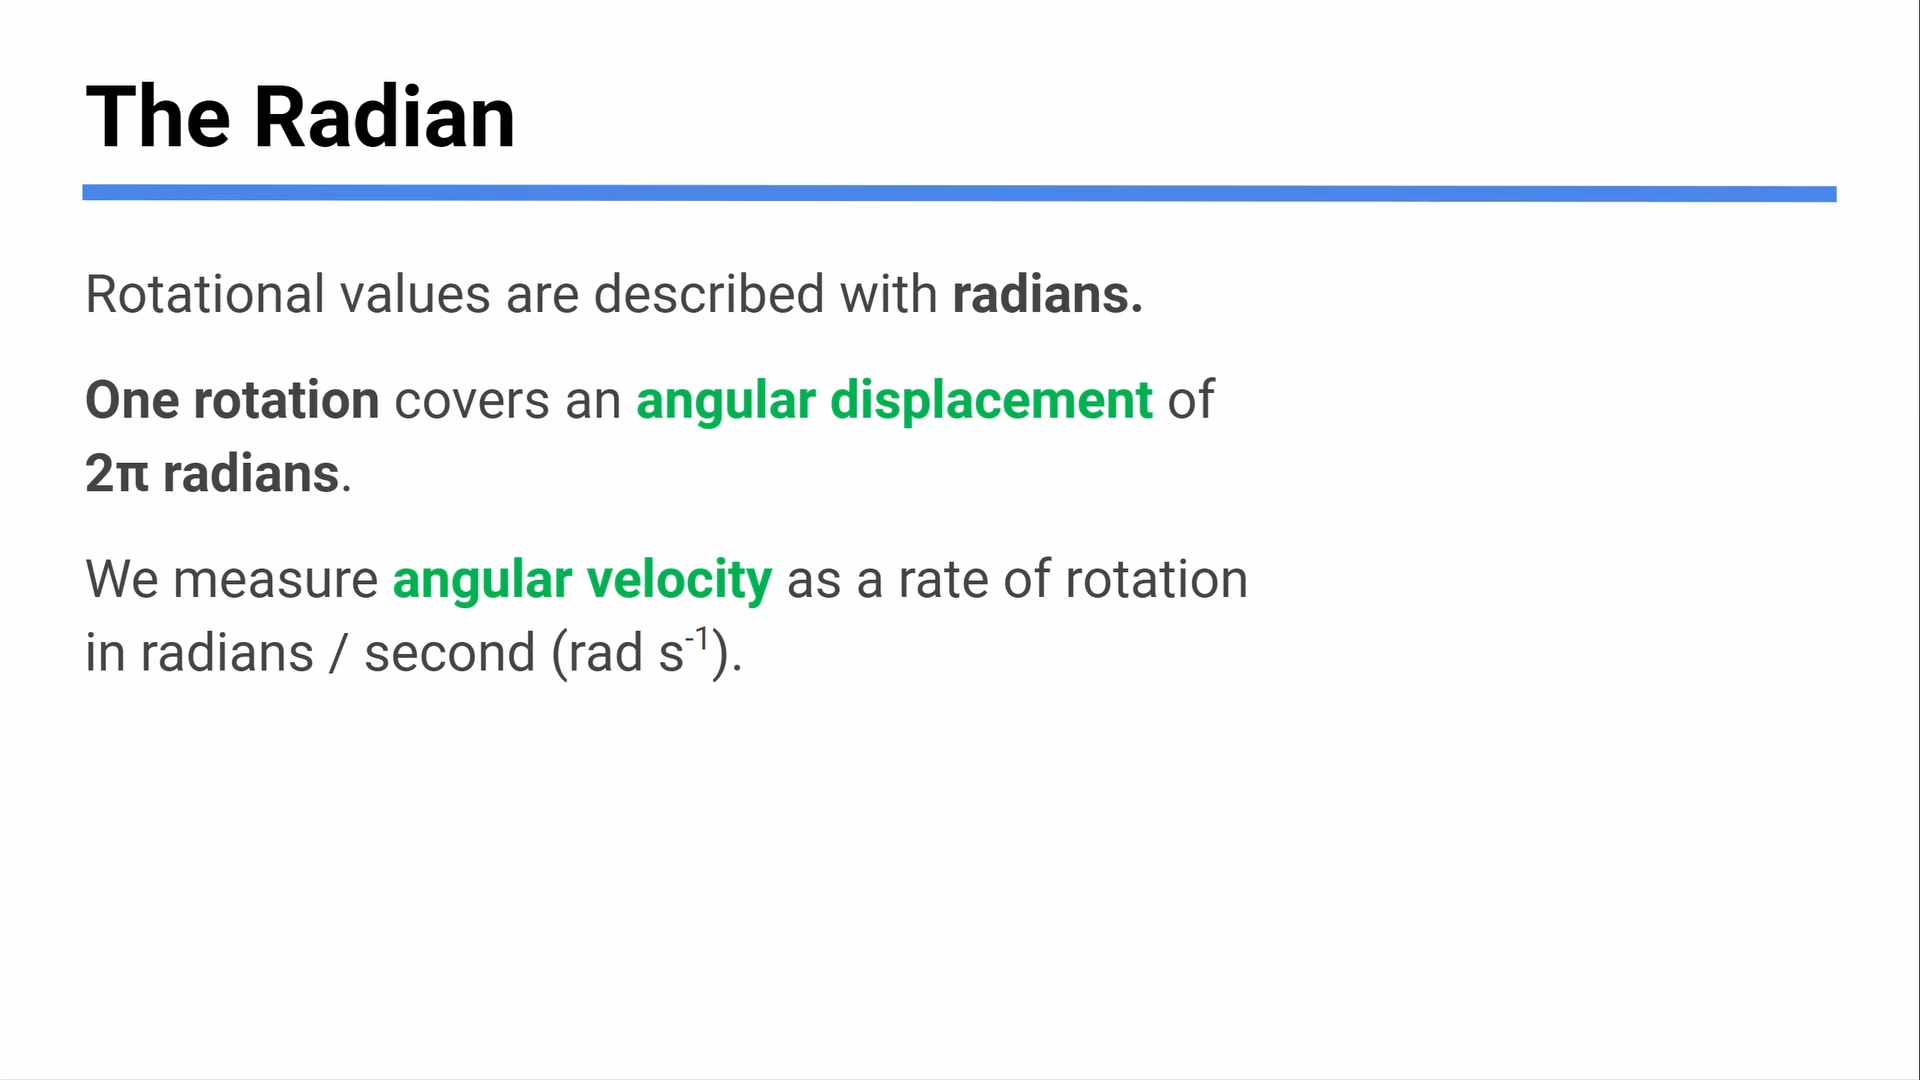 The Radian
Rotational values are described with radians.
One rotation covers an angular displacement of
2π radians.
We measure angular velocity as a rate of rotation
in radians / second (rad s⁻¹).